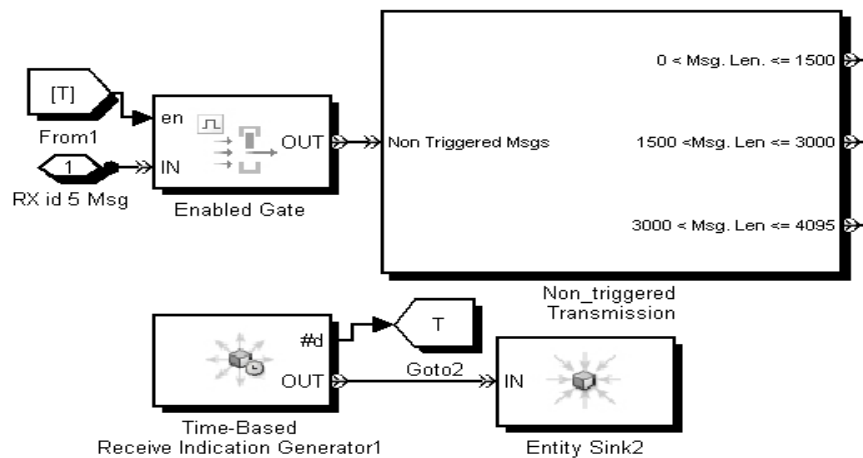 0 < Msg. Len. <= 1500
[T]
en
From1
OUT
Non Triggered Msgs
1500 <Msg. Len <= 3000
1
IN
RX id 5 Msg
Enabled Gate
3000 < Msg. Len <= 4095
Non_triggered
Transmission
#d
T
OUT
Goto2
IN
Time-Based
Receive Indication Generator1
Entity Sink2